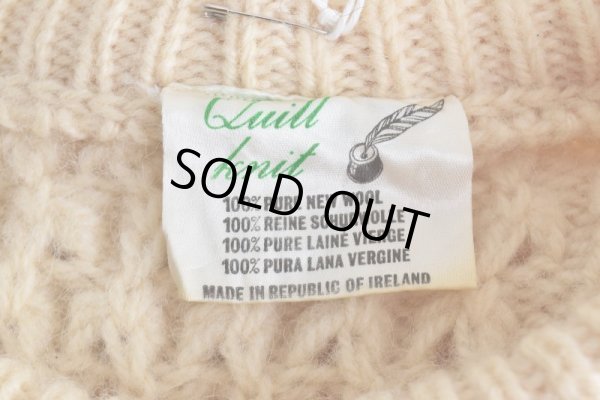 Quill
knit
100% PURE NEW WOOL
100% REINE SCHURWOLLE
100% PURE LAINE VIERGE
100% PURA LANA VERGINE
MADE IN REPUBLIC OF IRELAND
SOLD OUT